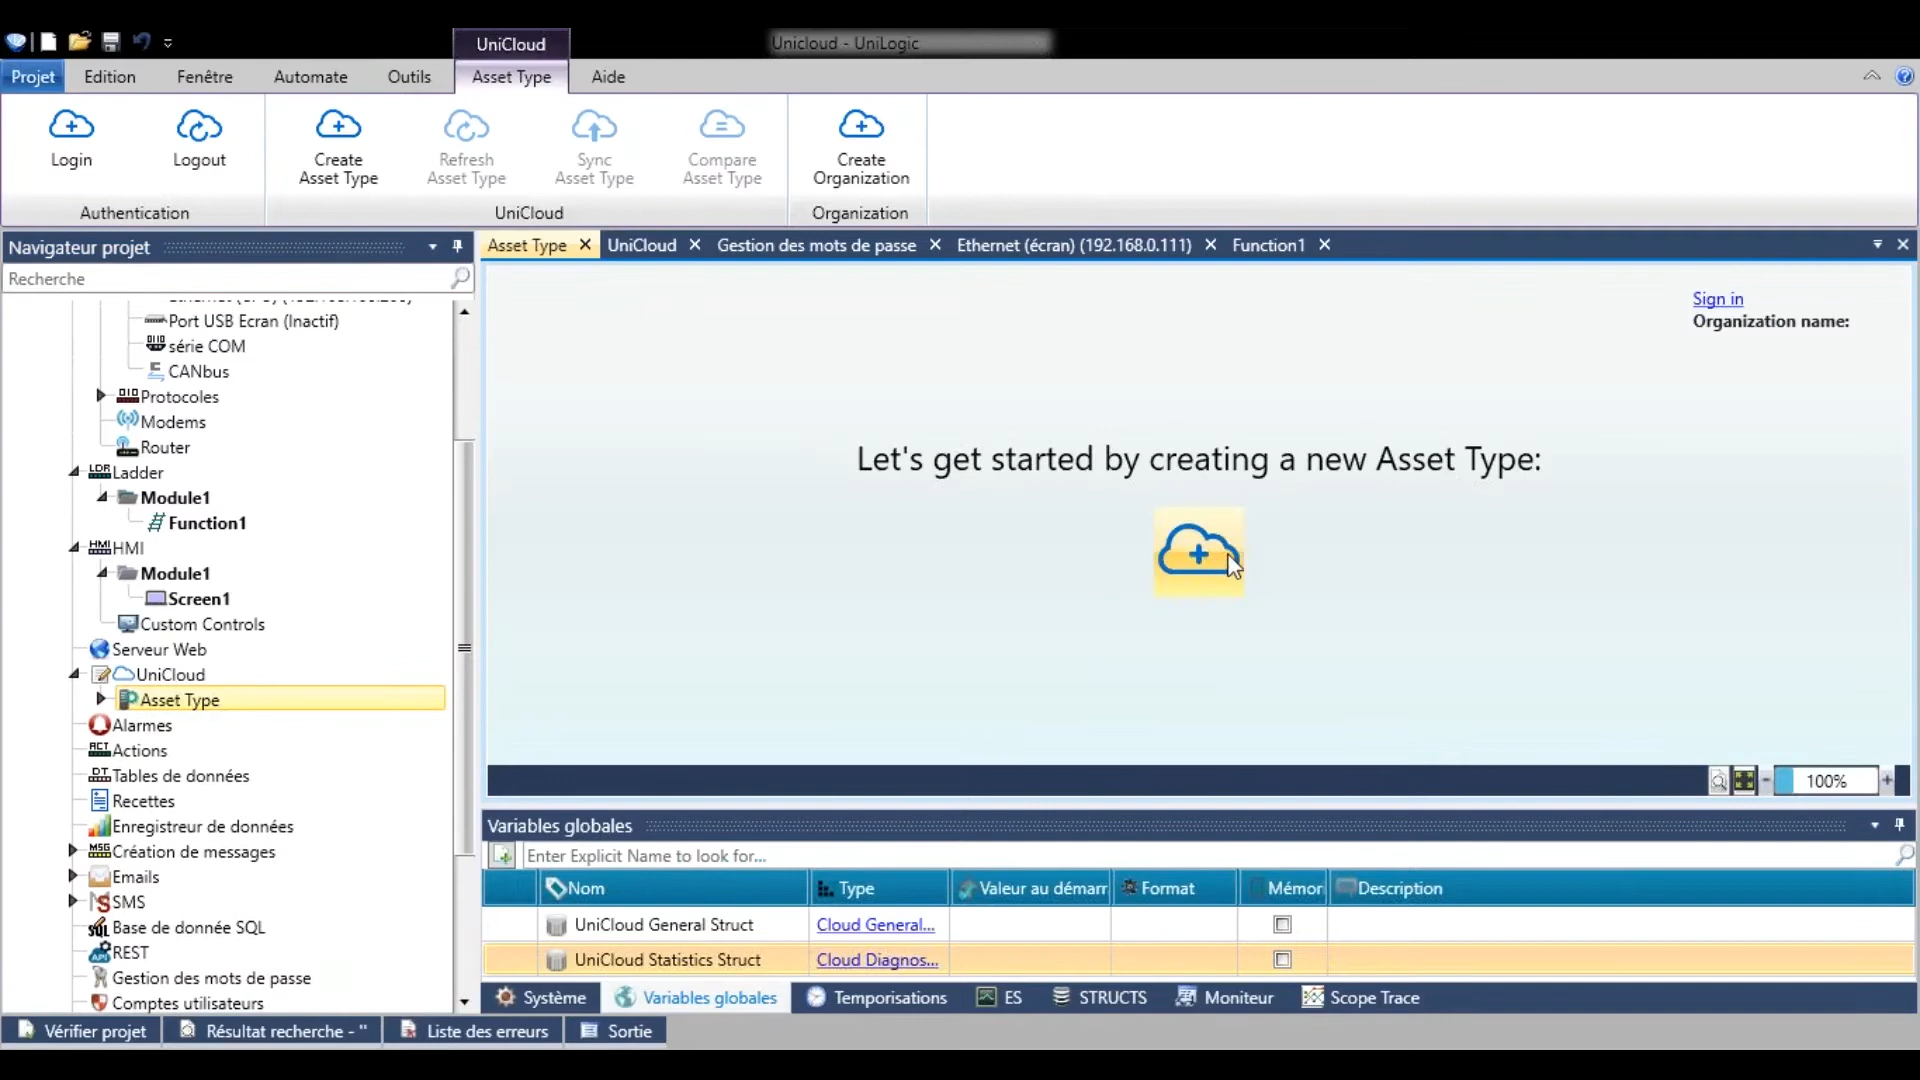 UniCloud
Unicloud - UniLogic
Projet Edition Fenêtre Automate Outils Asset Type Aide
Login Logout Create Asset Type Refresh Asset Type Sync Asset Type Compare Asset Type Create Organization
Authentication UniCloud Organization
Navigateur projet
Recherche
Port USB Ecran (Inactif)
série COM
CANbus
Protocoles
Modems
Router
LDR Ladder
Module1
Function1
HMI HMI
Module1
Screen1
Custom Controls
Serveur Web
UniCloud
Asset Type
Alarmes
ACT Actions
DT Tables de données
Recettes
Enregistreur de données
MSG Création de messages
Emails
SMS
SQL Base de donnée SQL
API REST
Gestion des mots de passe
Comptes utilisateurs
Asset Type UniCloud Gestion des mots de passe Ethernet (écran) (192.168.0.111) Function1
Sign in
Organization name:
Let's get started by creating a new Asset Type:
100%
Variables globales
Enter Explicit Name to look for...
Nom Type Valeur au démarr Format Mémor Description
UniCloud General Struct Cloud General...
UniCloud Statistics Struct Cloud Diagnos...
Système Variables globales Temporisations ES STRUCTS Moniteur Scope Trace
Vérifier projet Résultat recherche - '' Liste des erreurs Sortie